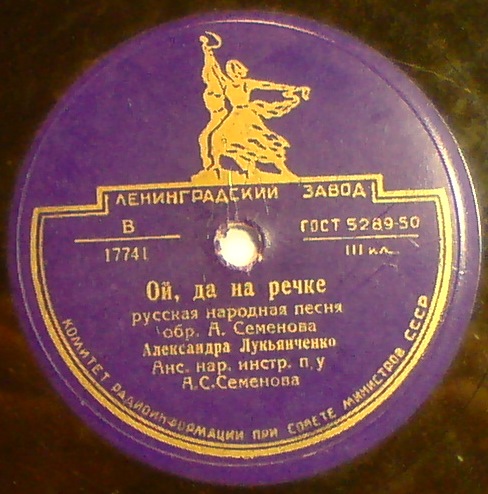 ЛЕНИНГРАДСКИЙ ЗАВОД
В
17741
ГОСТ 5289-50
III кл.
Ой, да на речке
русская народная песня
обр. А. Семенова
Александра Лукьянченко
Анс. нар. инстр. п/у
А.С.Семенова
КОМИТЕТ РАДИОИНФОРМАЦИИ ПРИ СОВЕТЕ МИНИСТРОВ СССР